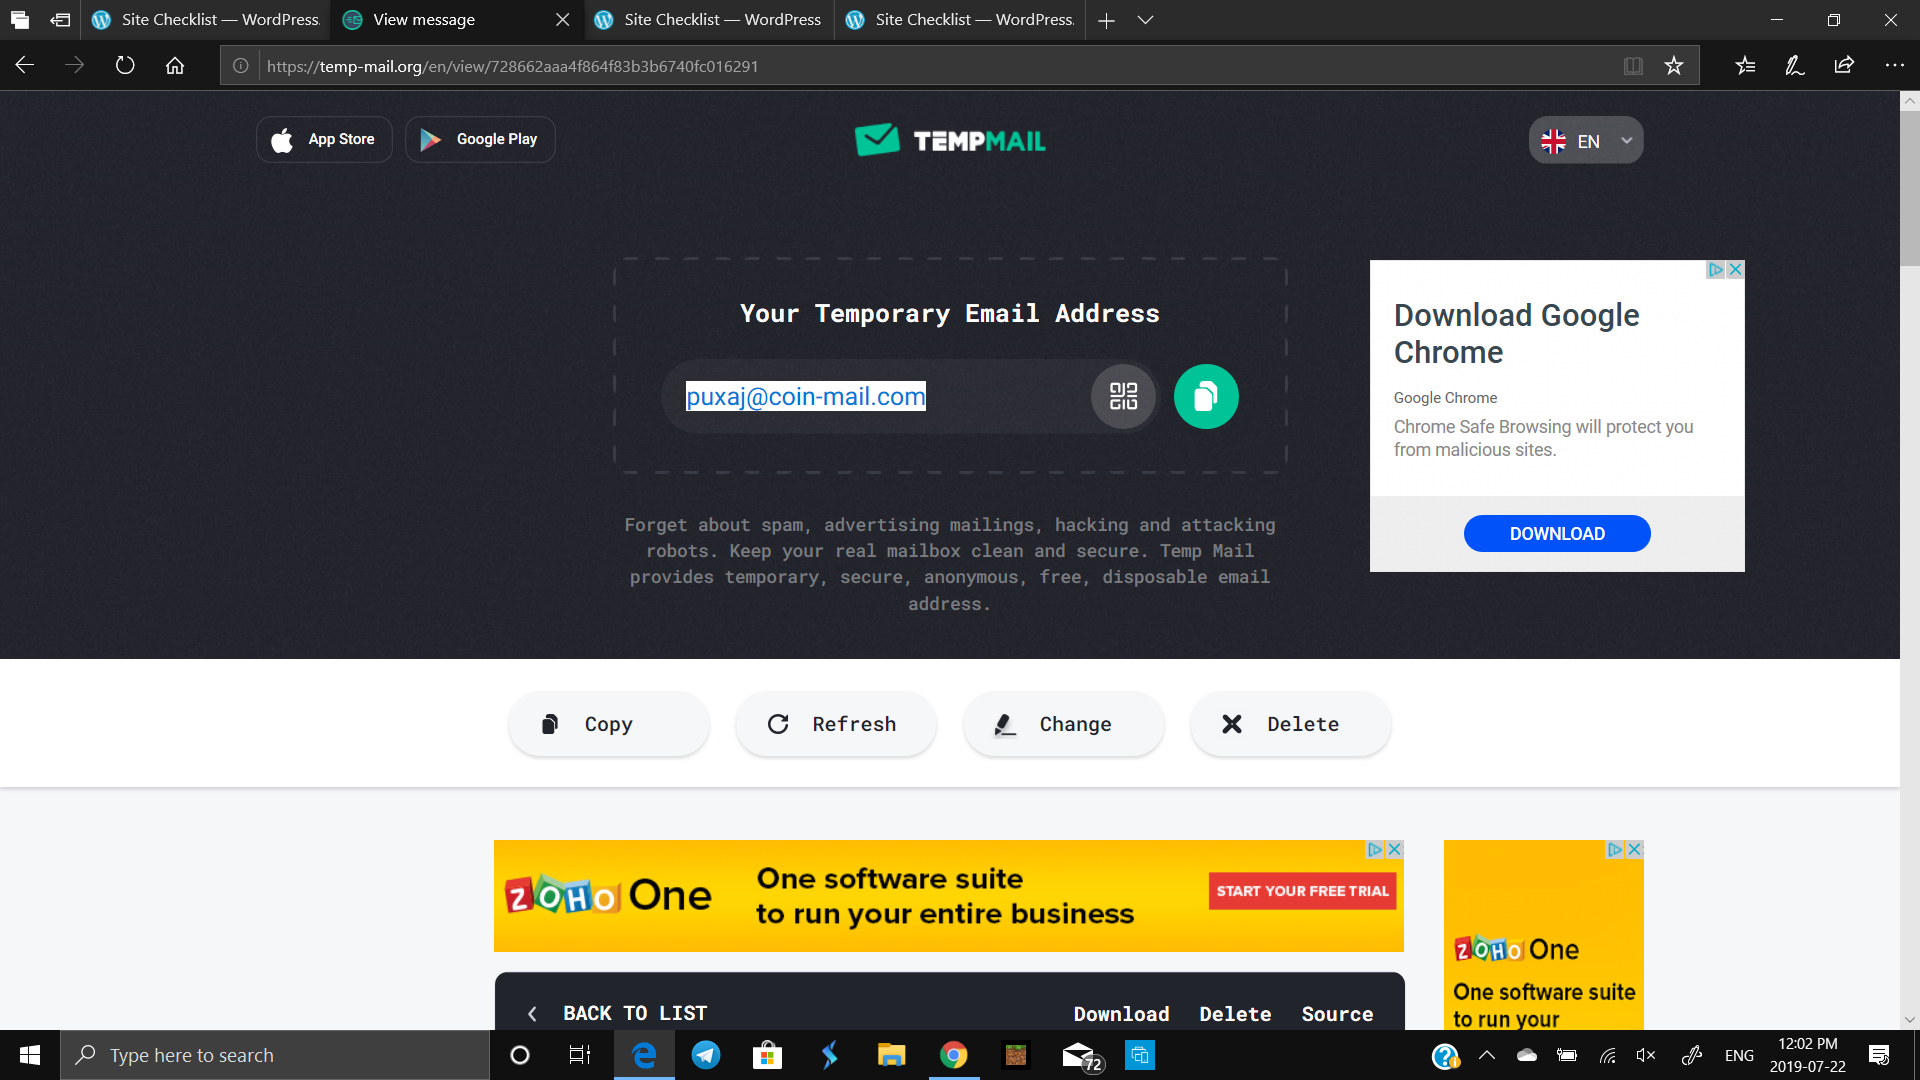 Site Checklist — WordPress.
View message
Site Checklist — WordPress
Site Checklist — WordPress.
https://temp-mail.org/en/view/728662aaa4f864f83b3b6740fc016291
App Store
Google Play
TEMPMAIL
EN
Your Temporary Email Address
puxaj@coin-mail.com
Download Google
Chrome
Google Chrome
Chrome Safe Browsing will protect you
from malicious sites.
DOWNLOAD
Forget about spam, advertising mailings, hacking and attacking
robots. Keep your real mailbox clean and secure. Temp Mail
provides temporary, secure, anonymous, free, disposable email
address.
Copy
Refresh
Change
Delete
ZOHO One
One software suite
to run your entire business
START YOUR FREE TRIAL
ZOHO One
One software suite
to run your
BACK TO LIST
Download
Delete
Source
Type here to search
72
ENG
12:02 PM
2019-07-22